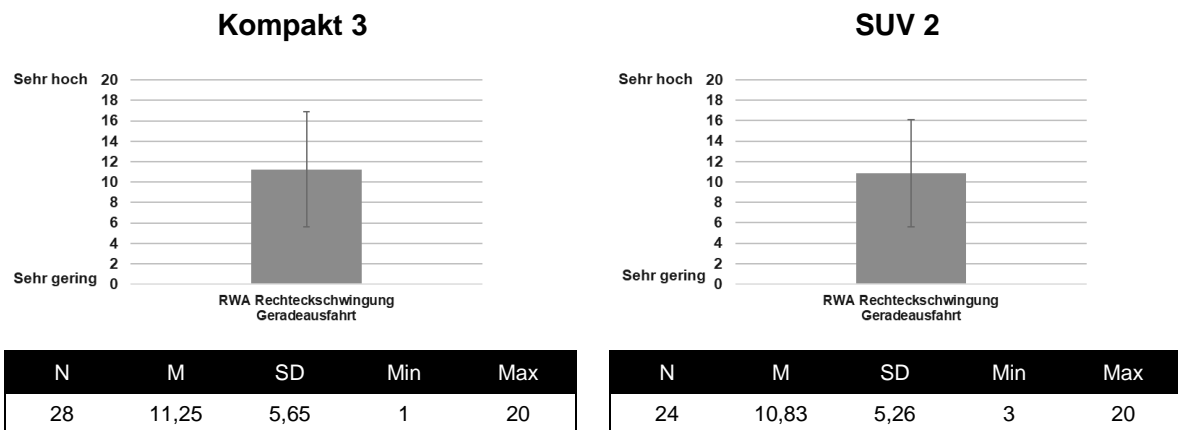 Kompakt 3
Sehr hoch 20
18
16
14
12
10
8
6
4
2
Sehr gering 0
RWA Rechteckschwingung
Geradeausfahrt
N M SD Min Max
28 11,25 5,65 1 20
SUV 2
Sehr hoch 20
18
16
14
12
10
8
6
4
2
Sehr gering 0
RWA Rechteckschwingung
Geradeausfahrt
N M SD Min Max
24 10,83 5,26 3 20